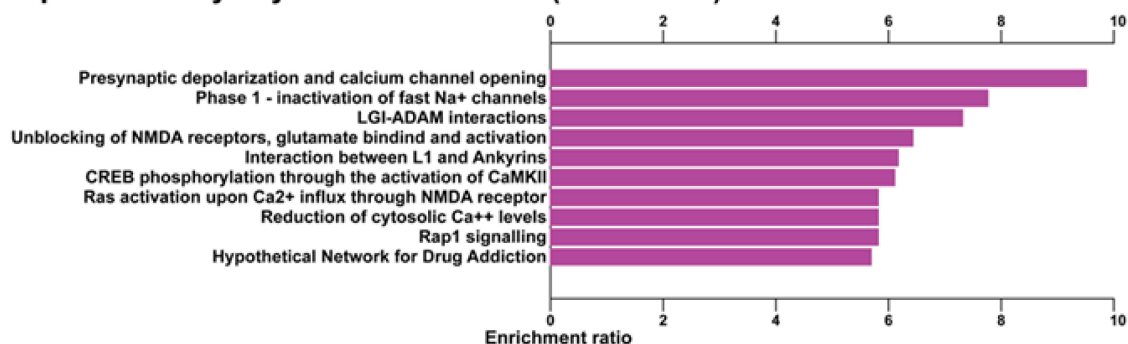 0 2 4 6 8 10
Presynaptic depolarization and calcium channel opening
Phase 1 - inactivation of fast Na+ channels
LGI-ADAM interactions
Unblocking of NMDA receptors, glutamate bindind and activation
Interaction between L1 and Ankyrins
CREB phosphorylation through the activation of CaMKII
Ras activation upon Ca2+ influx through NMDA receptor
Reduction of cytosolic Ca++ levels
Rap1 signalling
Hypothetical Network for Drug Addiction
0 2 4 6 8 10
Enrichment ratio